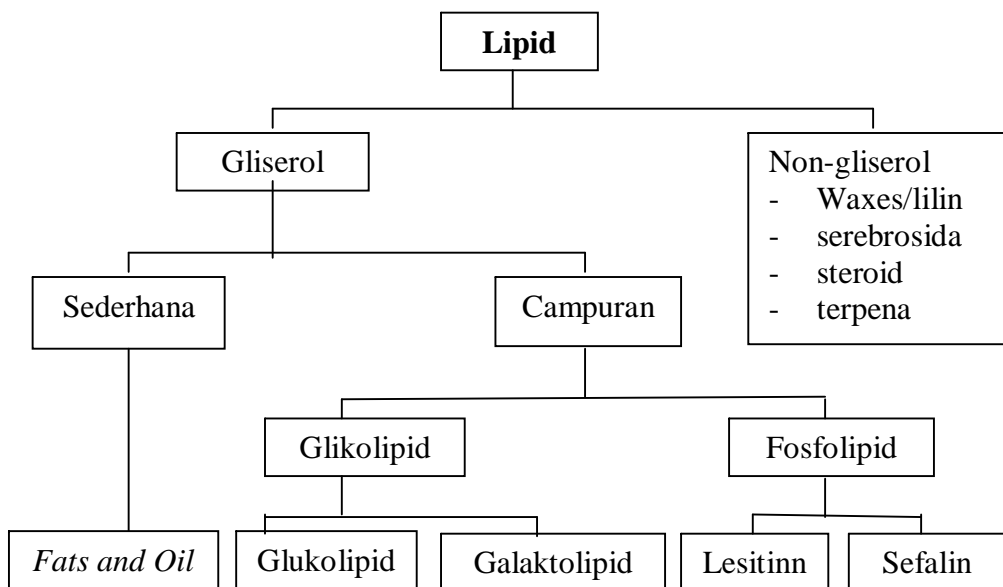 Lipid
Gliserol
Non-gliserol
- Waxes/lilin
- serebrosida
- steroid
- terpena
Sederhana
Campuran
Glikolipid
Fosfolipid
Fats and Oil
Glukolipid
Galaktolipid
Lesitinn
Sefalin